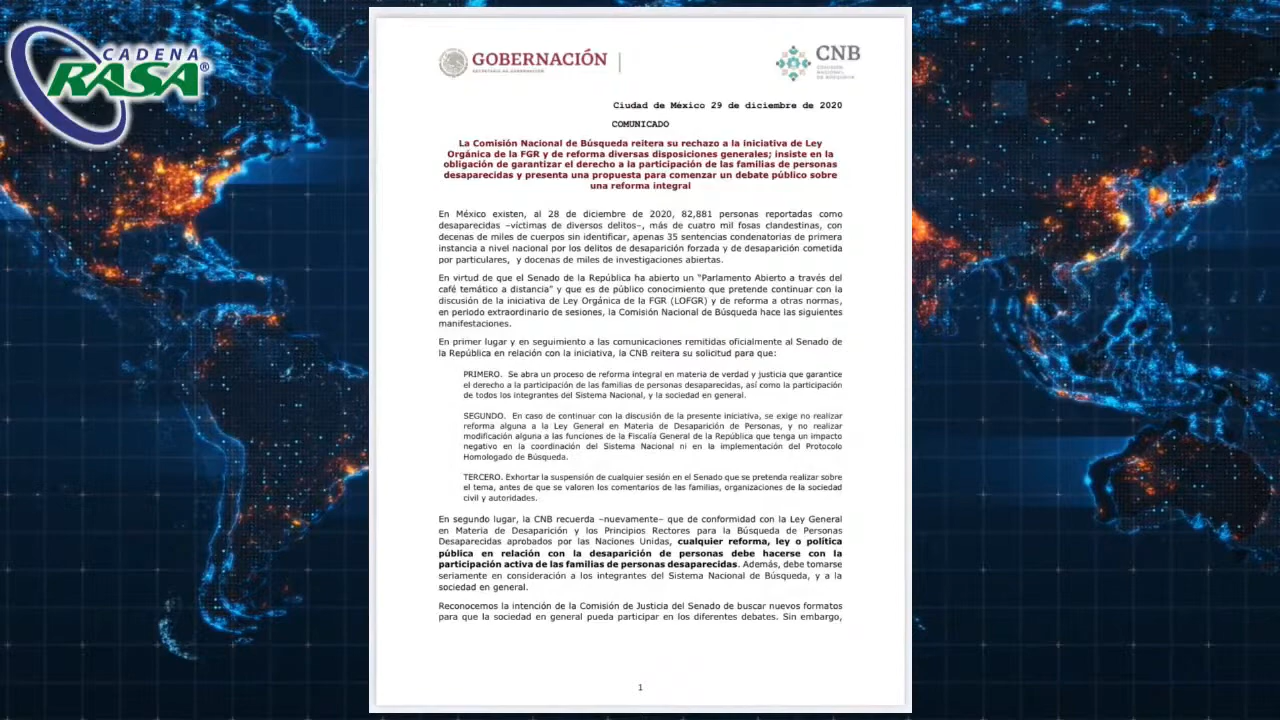 CADENA
RASA®
GOBERNACIÓN
SECRETARÍA DE GOBERNACIÓN
CNB
COMISIÓN
NACIONAL
DE BÚSQUEDA
Ciudad de México 29 de diciembre de 2020
COMUNICADO
La Comisión Nacional de Búsqueda reitera su rechazo a la iniciativa de Ley
Orgánica de la FGR y de reforma diversas disposiciones generales; insiste en la
obligación de garantizar el derecho a la participación de las familias de personas
desaparecidas y presenta una propuesta para comenzar un debate público sobre
una reforma integral
En México existen, al 28 de diciembre de 2020, 82,881 personas reportadas como
desaparecidas –víctimas de diversos delitos–, más de cuatro mil fosas clandestinas, con
decenas de miles de cuerpos sin identificar, apenas 35 sentencias condenatorias de primera
instancia a nivel nacional por los delitos de desaparición forzada y de desaparición cometida
por particulares, y docenas de miles de investigaciones abiertas.
En virtud de que el Senado de la República ha abierto un “Parlamento Abierto a través del
café temático a distancia” y que es de público conocimiento que pretende continuar con la
discusión de la iniciativa de Ley Orgánica de la FGR (LOFGR) y de reforma a otras normas,
en periodo extraordinario de sesiones, la Comisión Nacional de Búsqueda hace las siguientes
manifestaciones.
En primer lugar y en seguimiento a las comunicaciones remitidas oficialmente al Senado de
la República en relación con la iniciativa, la CNB reitera su solicitud para que:
PRIMERO. Se abra un proceso de reforma integral en materia de verdad y justicia que garantice
el derecho a la participación de las familias de personas desaparecidas, así como la participación
de todos los integrantes del Sistema Nacional, y la sociedad en general.
SEGUNDO. En caso de continuar con la discusión de la presente iniciativa, se exige no realizar
reforma alguna a la Ley General en Materia de Desaparición de Personas, y no realizar
modificación alguna a las funciones de la Fiscalía General de la República que tenga un impacto
negativo en la coordinación del Sistema Nacional ni en la implementación del Protocolo
Homologado de Búsqueda.
TERCERO. Exhortar la suspensión de cualquier sesión en el Senado que se pretenda realizar sobre
el tema, antes de que se valoren los comentarios de las familias, organizaciones de la sociedad
civil y autoridades.
En segundo lugar, la CNB recuerda –nuevamente– que de conformidad con la Ley General
en Materia de Desaparición y los Principios Rectores para la Búsqueda de Personas
Desaparecidas aprobados por las Naciones Unidas, cualquier reforma, ley o política
pública en relación con la desaparición de personas debe hacerse con la
participación activa de las familias de personas desaparecidas. Además, debe tomarse
seriamente en consideración a los integrantes del Sistema Nacional de Búsqueda, y a la
sociedad en general.
Reconocemos la intención de la Comisión de Justicia del Senado de buscar nuevos formatos
para que la sociedad en general pueda participar en los diferentes debates. Sin embargo,
1